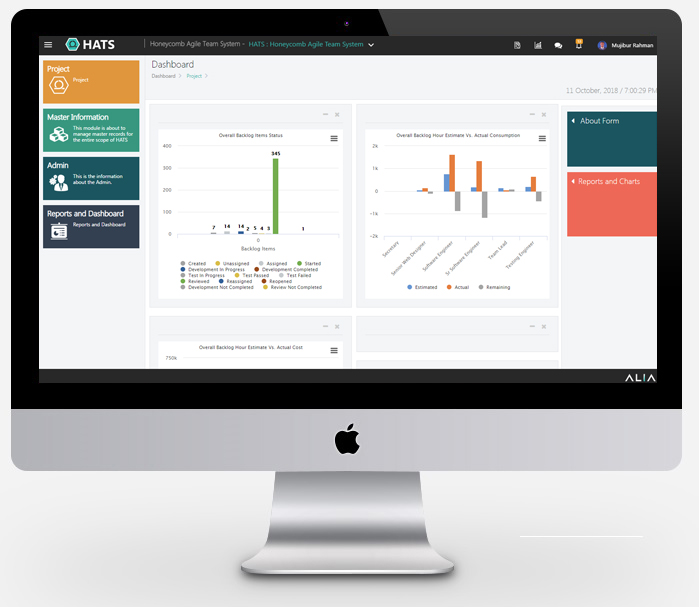 HATS
Honeycomb Agile Team System - HATS : Honeycomb Agile Team System
Mujibur Rahman
Project
Project
Master Information
This module is about to
manage master records for
the entire scope of HATS
Admin
This is the information
about the Admin.
Reports and Dashboard
Reports and Dashboard
Dashboard
Dashboard > Project >
11 October, 2018 / 7:00:29 PM
Overall Backlog Items Status
400
300
200
100
0
7 14 14 2 5 4 3 345 1
0
Backlog Items
Created Unassigned Assigned Started
Development In Progress Development Completed
Test In Progress Test Passed Test Failed
Reviewed Reassigned Reopened
Development Not Completed Review Not Completed
Overall Backlog Hour Estimate Vs. Actual Consumption
2k
1k
0
-1k
-2k
Secretary
Senior Web Designer
Software Engineer
Sr Software Engineer
Team Lead
Testing Engineer
Estimated Actual Remaining
About Form
Reports and Charts
Overall Backlog Hour Estimate Vs. Actual Cost
750k
ALIA